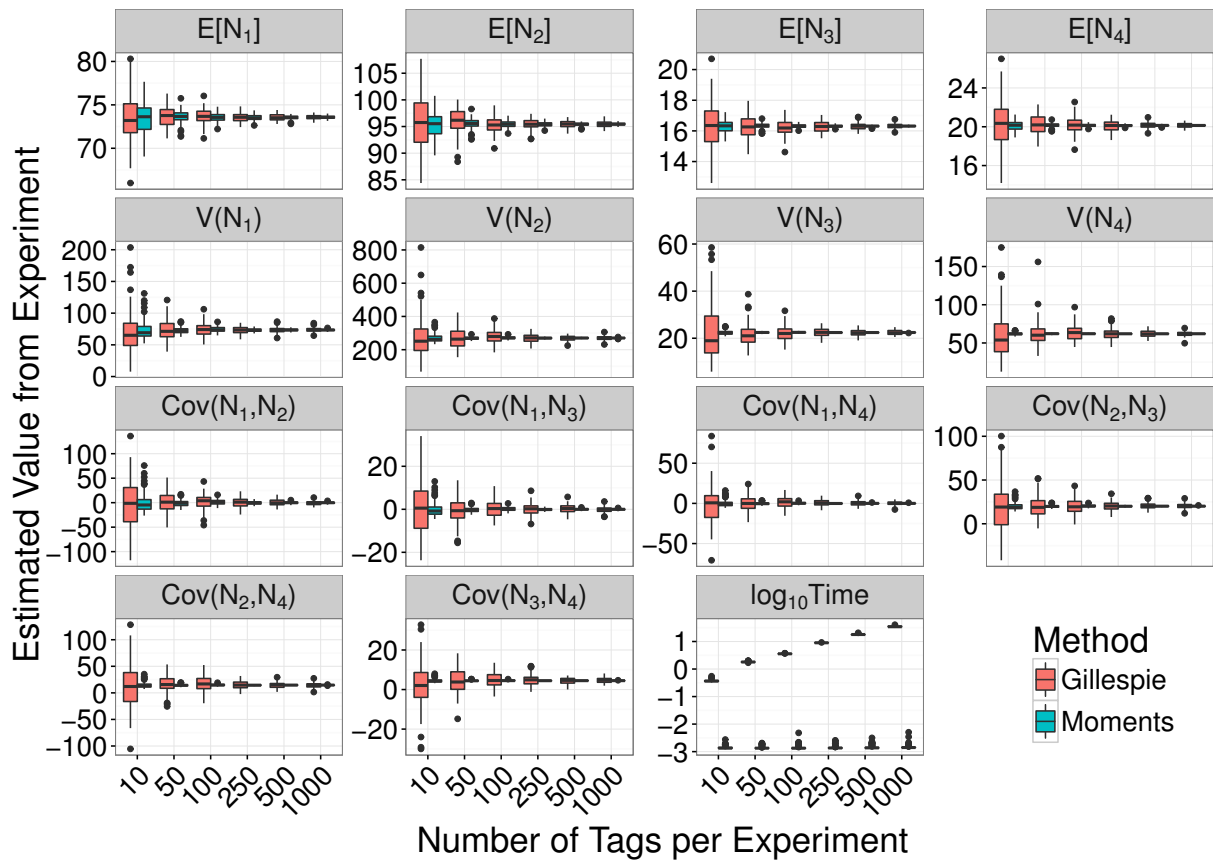 E[N₁] E[N₂] E[N₃] E[N₄]
80 75 70
105 100 95 90 85
20 18 16 14
24 20 16
V(N₁) V(N₂) V(N₃) V(N₄)
200 150 100 50 0
800 600 400 200
60 40 20
150 100 50
Cov(N₁,N₂) Cov(N₁,N₃) Cov(N₁,N₄) Cov(N₂,N₃)
100 50 0 −50 −100
20 0 −20
50 0 −50
100 75 50 25 0
Cov(N₂,N₄) Cov(N₃,N₄) log₁₀Time
100 50 0 −50 −100
20 0 −20
1 0 −1 −2 −3
10 50 100 250 500 1000
10 50 100 250 500 1000
10 50 100 250 500 1000
Estimated Value from Experiment
Number of Tags per Experiment
Method
Gillespie
Moments